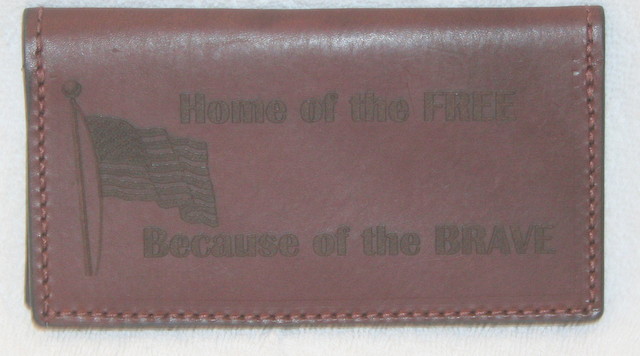 Home of the FREE
Because of the BRAVE